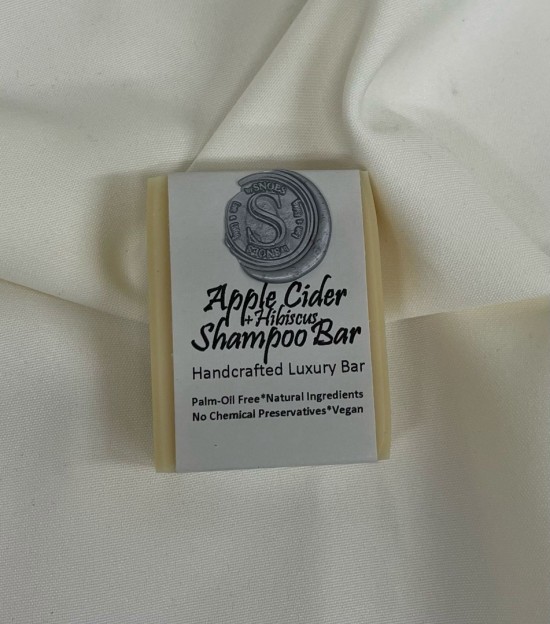 S
Apple Cider
+Hibiscus
Shampoo Bar
Handcrafted Luxury Bar
Palm-Oil Free*Natural Ingredients
No Chemical Preservatives*Vegan